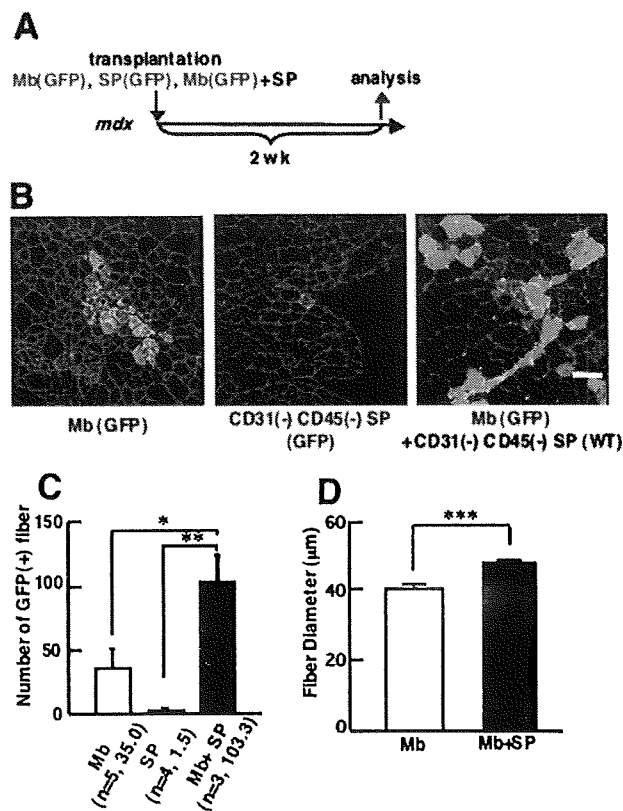 A
transplantation
Mb(GFP), SP(GFP), Mb(GFP)+SP
analysis
mdx
2 wk
B
Mb (GFP)
CD31(-) CD45(-) SP
(GFP)
Mb (GFP)
+CD31(-) CD45(-) SP (WT)
C
Number of GFP(+) fiber
150
100
50
0
*
**
Mb
(n=5, 35.0)
SP
(n=4, 1.5)
Mb+ SP
(n=3, 103.3)
D
Fiber Diameter (μm)
60
40
20
0
***
Mb
Mb+SP